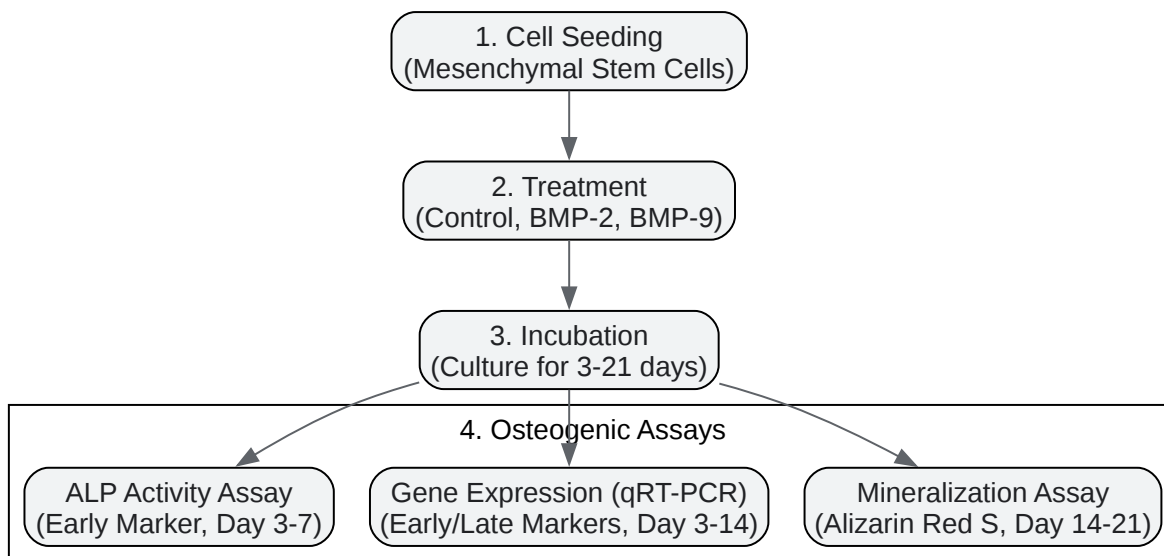 1. Cell Seeding
(Mesenchymal Stem Cells)
2. Treatment
(Control, BMP-2, BMP-9)
3. Incubation
(Culture for 3-21 days)
4. Osteogenic Assays
ALP Activity Assay
(Early Marker, Day 3-7)
Gene Expression (qRT-PCR)
(Early/Late Markers, Day 3-14)
Mineralization Assay
(Alizarin Red S, Day 14-21)